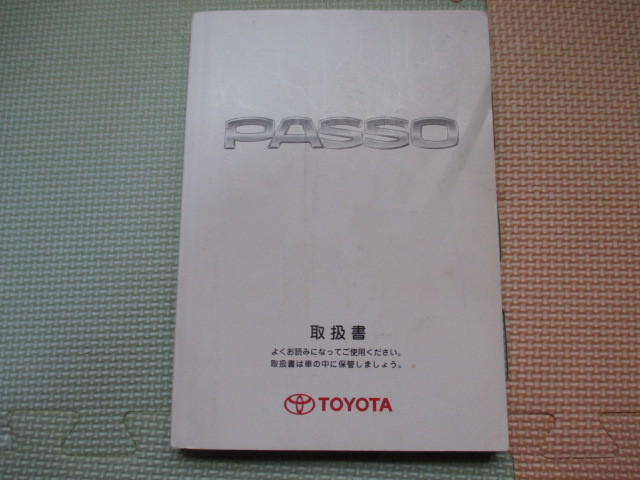 PASSO
取扱書
よくお読みになってご使用ください。
取扱書は車の中に保管しましょう。
TOYOTA